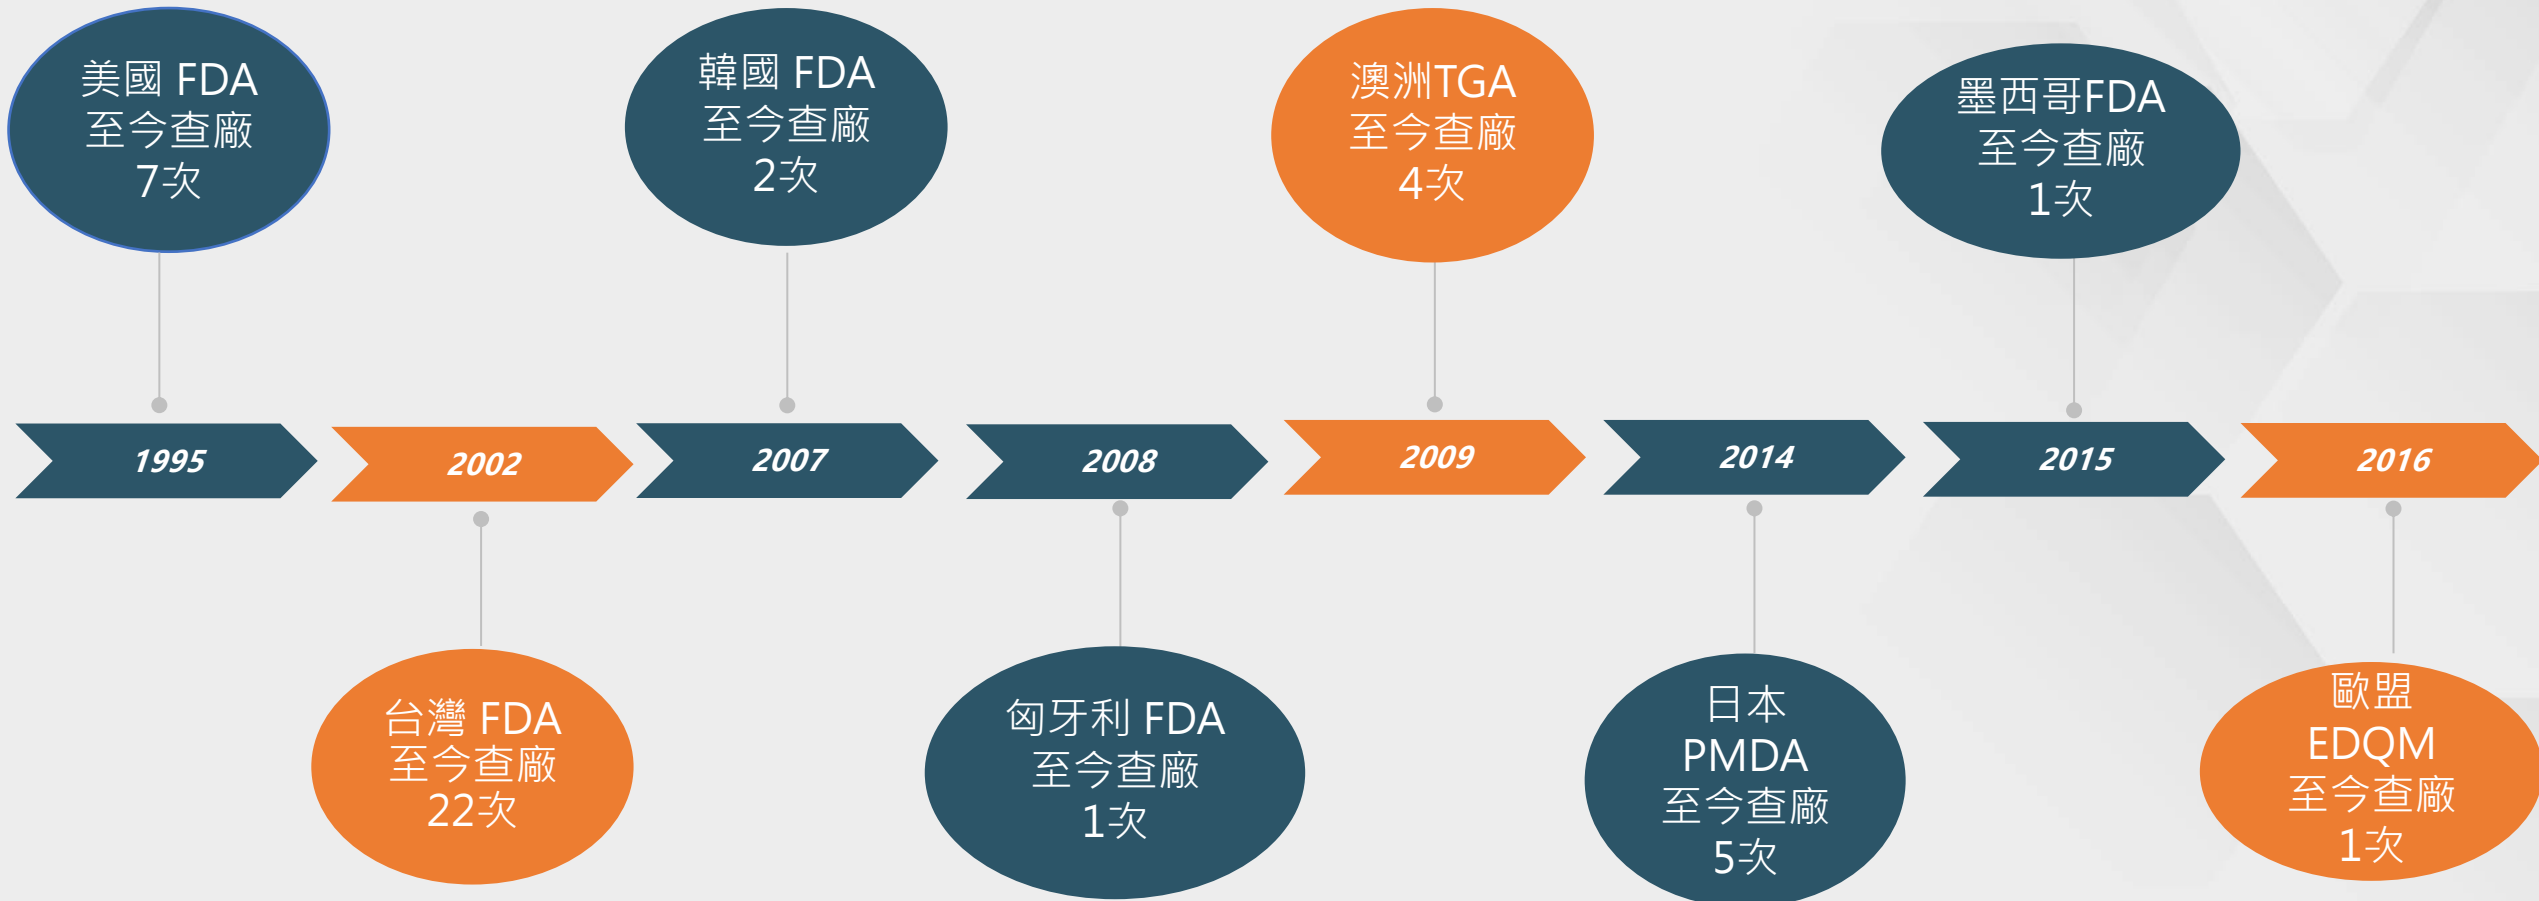 美國 FDA
至今查廠
7次
韓國 FDA
至今查廠
2次
澳洲TGA
至今查廠
4次
墨西哥FDA
至今查廠
1次
1995
2002
2007
2008
2009
2014
2015
2016
台灣 FDA
至今查廠
22次
匈牙利 FDA
至今查廠
1次
日本
PMDA
至今查廠
5次
歐盟
EDQM
至今查廠
1次